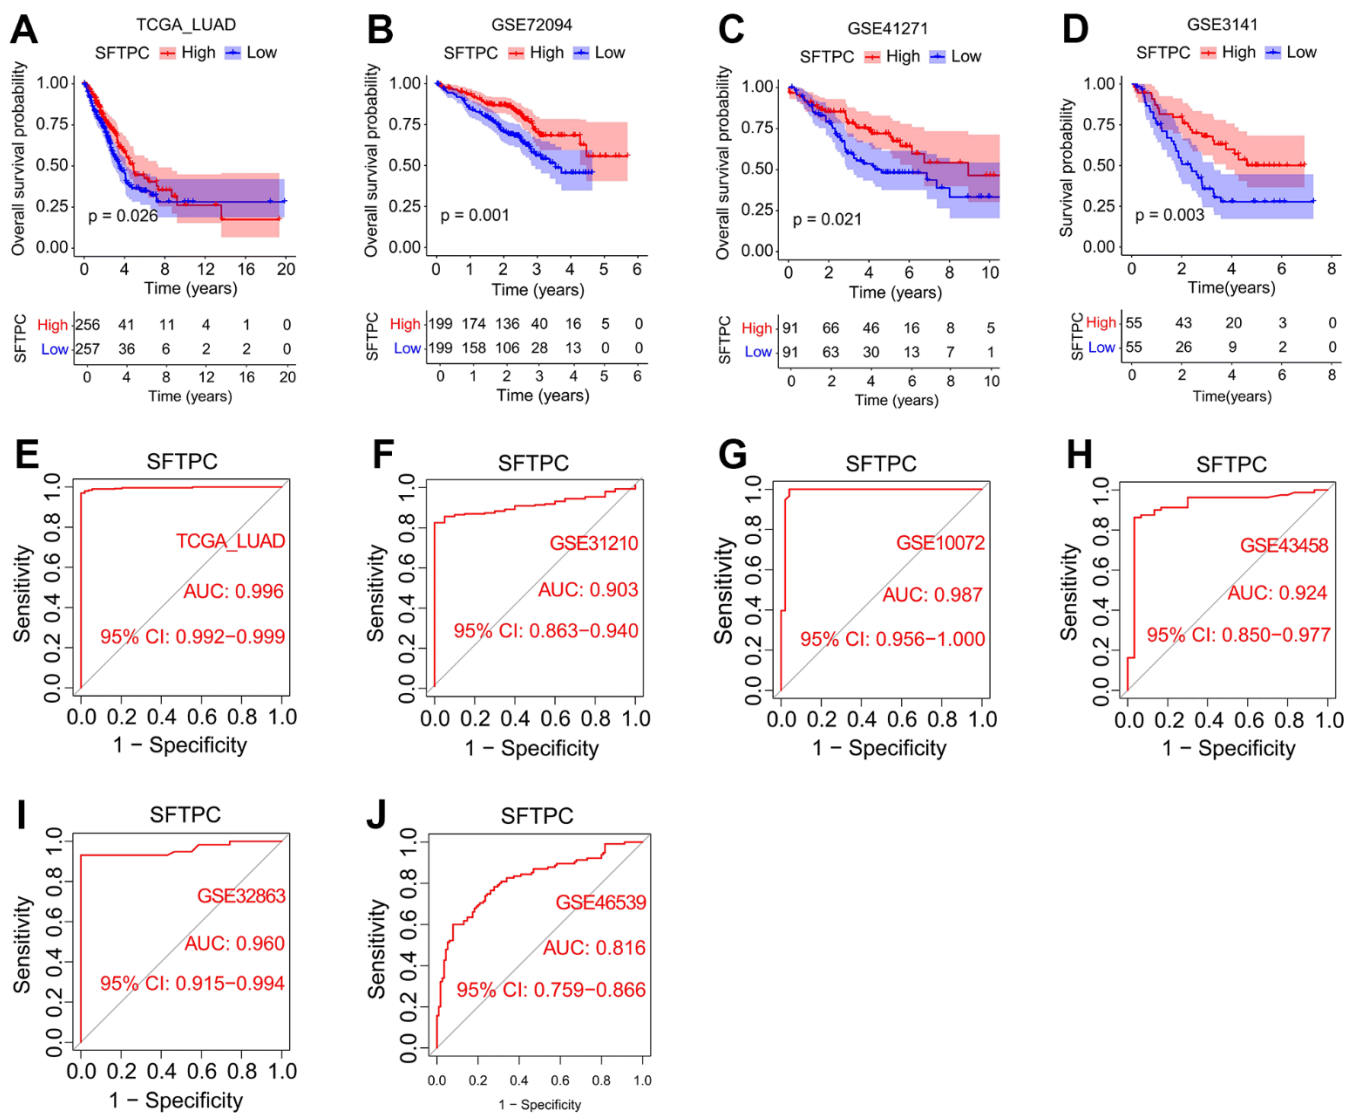 A
TCGA_LUAD
SFTPC High Low
Overall survival probability
1.00
0.75
0.50
0.25
0.00
p = 0.026
0 4 8 12 16 20
Time (years)
SFTPC
High 256 41 11 4 1 0
Low 257 36 6 2 2 0
0 4 8 12 16 20
Time (years)
B
GSE72094
SFTPC High Low
Overall survival probability
1.00
0.75
0.50
0.25
0.00
p = 0.001
0 1 2 3 4 5 6
Time (years)
SFTPC
High 199 174 136 40 16 5 0
Low 199 158 106 28 13 0 0
0 1 2 3 4 5 6
Time (years)
C
GSE41271
SFTPC High Low
Overall survival probability
1.00
0.75
0.50
0.25
0.00
p = 0.021
0 2 4 6 8 10
Time (years)
SFTPC
High 91 66 46 16 8 5
Low 91 63 30 13 7 1
0 2 4 6 8 10
Time (years)
D
GSE3141
SFTPC High Low
Survival probability
1.00
0.75
0.50
0.25
0.00
p = 0.003
0 2 4 6 8
Time(years)
SFTPC
High 55 43 20 3 0
Low 55 26 9 2 0
0 2 4 6 8
Time(years)
E
SFTPC
Sensitivity
0.0 0.2 0.4 0.6 0.8 1.0
TCGA_LUAD
AUC: 0.996
95% CI: 0.992−0.999
0.0 0.2 0.4 0.6 0.8 1.0
1 − Specificity
F
SFTPC
Sensitivity
0.0 0.2 0.4 0.6 0.8 1.0
GSE31210
AUC: 0.903
95% CI: 0.863−0.940
0.0 0.2 0.4 0.6 0.8 1.0
1 − Specificity
G
SFTPC
Sensitivity
0.0 0.2 0.4 0.6 0.8 1.0
GSE10072
AUC: 0.987
95% CI: 0.956−1.000
0.0 0.2 0.4 0.6 0.8 1.0
1 − Specificity
H
SFTPC
Sensitivity
0.0 0.2 0.4 0.6 0.8 1.0
GSE43458
AUC: 0.924
95% CI: 0.850−0.977
0.0 0.2 0.4 0.6 0.8 1.0
1 − Specificity
I
SFTPC
Sensitivity
0.0 0.2 0.4 0.6 0.8 1.0
GSE32863
AUC: 0.960
95% CI: 0.915−0.994
0.0 0.2 0.4 0.6 0.8 1.0
1 − Specificity
J
SFTPC
Sensitivity
0.0 0.2 0.4 0.6 0.8 1.0
GSE46539
AUC: 0.816
95% CI: 0.759−0.866
0.0 0.2 0.4 0.6 0.8 1.0
1 − Specificity